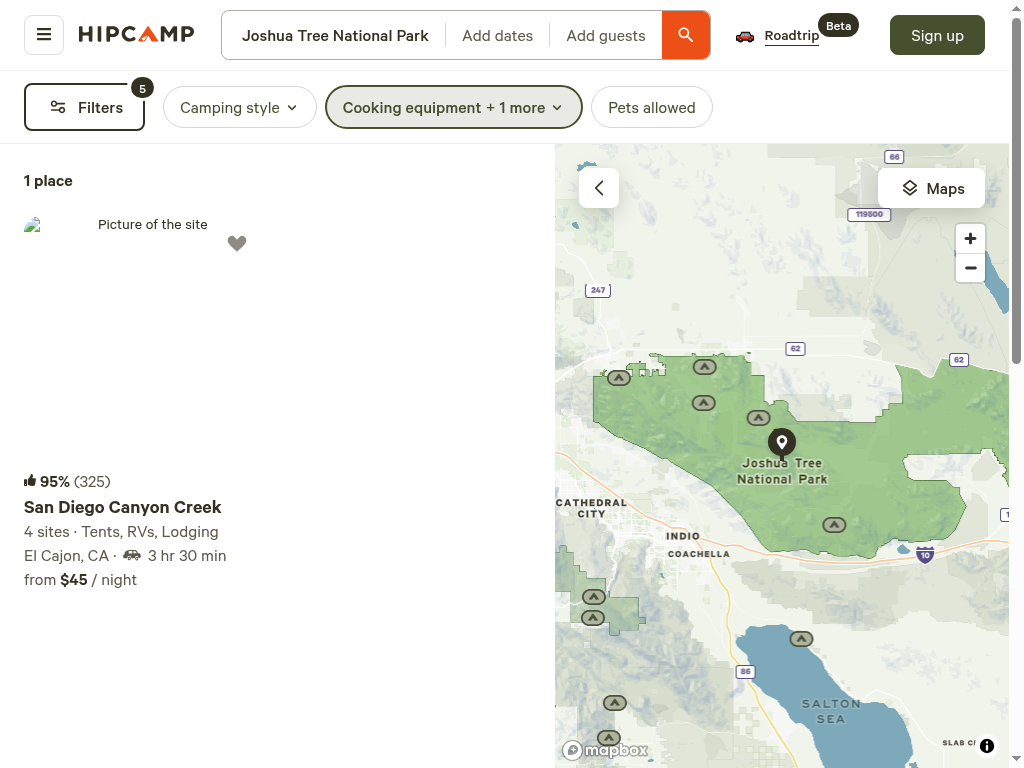 HIPCAMP
Joshua Tree National Park
Add dates
Add guests
Roadtrip
Beta
Sign up
Filters
5
Camping style
Cooking equipment + 1 more
Pets allowed
1 place
Picture of the site
95% (325)
San Diego Canyon Creek
4 sites · Tents, RVs, Lodging
El Cajon, CA · 3 hr 30 min
from $45 / night
Maps
66
119500
247
62
62
Joshua Tree
National Park
CATHEDRAL
CITY
INDIO
COACHELLA
10
86
SALTON
SEA
mapbox